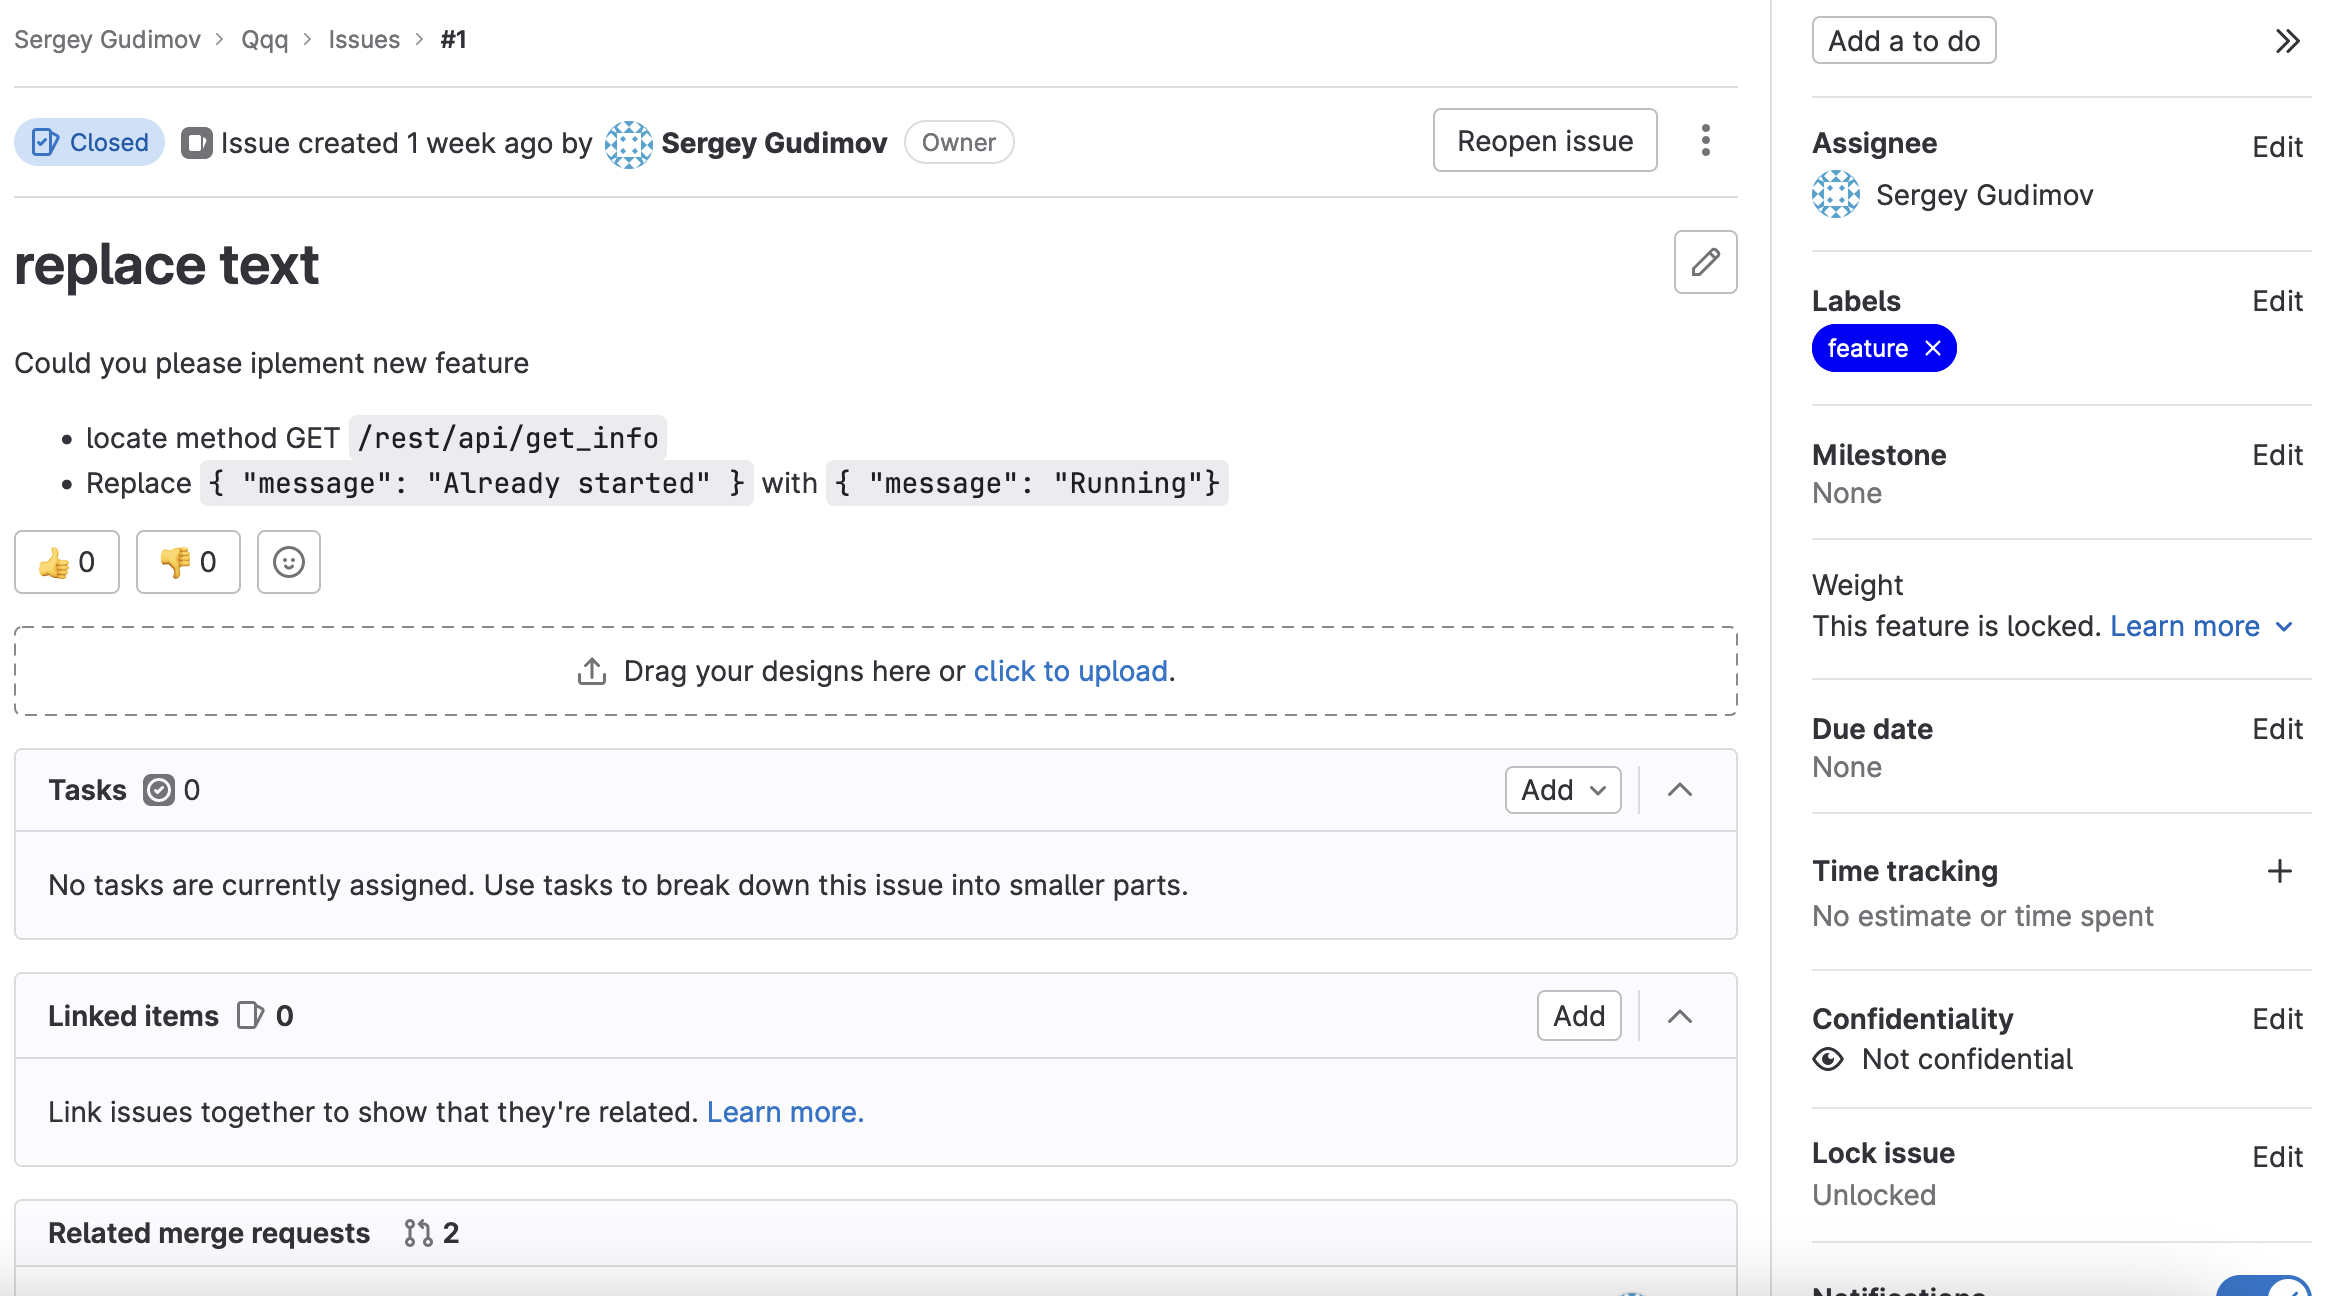 Sergey Gudimov > Qqq > Issues > #1
Closed Issue created 1 week ago by Sergey Gudimov Owner Reopen issue
replace text
Could you please iplement new feature
• locate method GET /rest/api/get_info
• Replace { "message": "Already started" } with { "message": "Running"}
👍 0 👎 0
Drag your designs here or click to upload.
Tasks 0 Add
No tasks are currently assigned. Use tasks to break down this issue into smaller parts.
Linked items 0 Add
Link issues together to show that they're related. Learn more.
Related merge requests 2
Add a to do
Assignee Edit
Sergey Gudimov
Labels Edit
feature ×
Milestone Edit
None
Weight
This feature is locked. Learn more
Due date Edit
None
Time tracking +
No estimate or time spent
Confidentiality Edit
Not confidential
Lock issue Edit
Unlocked
Notifications